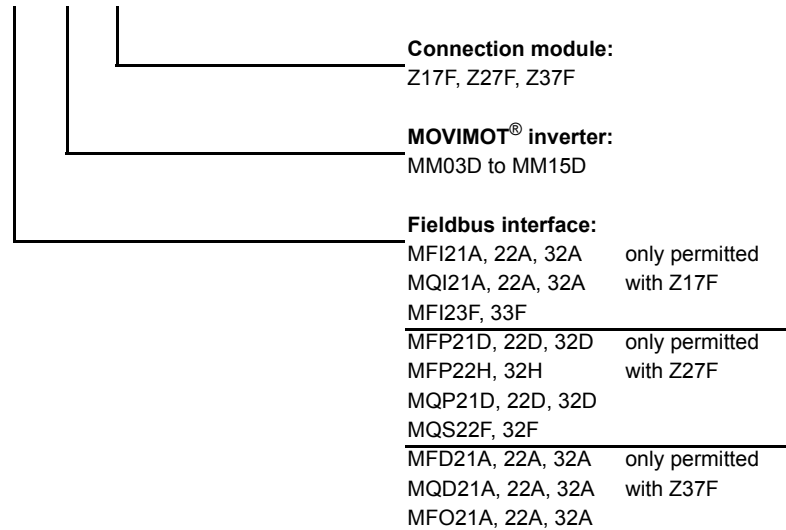 Connection module:
Z17F, Z27F, Z37F
MOVIMOT® inverter:
MM03D to MM15D
Fieldbus interface:
MFI21A, 22A, 32A only permitted
MQI21A, 22A, 32A with Z17F
MFI23F, 33F
MFP21D, 22D, 32D only permitted
MFP22H, 32H with Z27F
MQP21D, 22D, 32D
MQS22F, 32F
MFD21A, 22A, 32A only permitted
MQD21A, 22A, 32A with Z37F
MFO21A, 22A, 32A